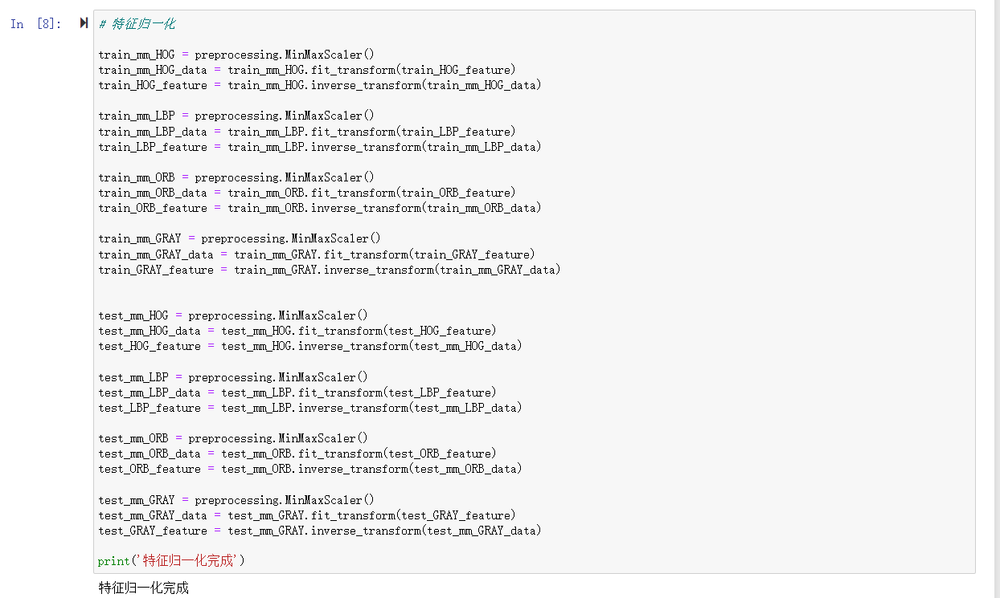 In [8]:
# 特征归一化
train_mm_HOG = preprocessing.MinMaxScaler()
train_mm_HOG_data = train_mm_HOG.fit_transform(train_HOG_feature)
train_HOG_feature = train_mm_HOG.inverse_transform(train_mm_HOG_data)
train_mm_LBP = preprocessing.MinMaxScaler()
train_mm_LBP_data = train_mm_LBP.fit_transform(train_LBP_feature)
train_LBP_feature = train_mm_LBP.inverse_transform(train_mm_LBP_data)
train_mm_ORB = preprocessing.MinMaxScaler()
train_mm_ORB_data = train_mm_ORB.fit_transform(train_ORB_feature)
train_ORB_feature = train_mm_ORB.inverse_transform(train_mm_ORB_data)
train_mm_GRAY = preprocessing.MinMaxScaler()
train_mm_GRAY_data = train_mm_GRAY.fit_transform(train_GRAY_feature)
train_GRAY_feature = train_mm_GRAY.inverse_transform(train_mm_GRAY_data)
test_mm_HOG = preprocessing.MinMaxScaler()
test_mm_HOG_data = test_mm_HOG.fit_transform(test_HOG_feature)
test_HOG_feature = test_mm_HOG.inverse_transform(test_mm_HOG_data)
test_mm_LBP = preprocessing.MinMaxScaler()
test_mm_LBP_data = test_mm_LBP.fit_transform(test_LBP_feature)
test_LBP_feature = test_mm_LBP.inverse_transform(test_mm_LBP_data)
test_mm_ORB = preprocessing.MinMaxScaler()
test_mm_ORB_data = test_mm_ORB.fit_transform(test_ORB_feature)
test_ORB_feature = test_mm_ORB.inverse_transform(test_mm_ORB_data)
test_mm_GRAY = preprocessing.MinMaxScaler()
test_mm_GRAY_data = test_mm_GRAY.fit_transform(test_GRAY_feature)
test_GRAY_feature = test_mm_GRAY.inverse_transform(test_mm_GRAY_data)
print('特征归一化完成')
特征归一化完成